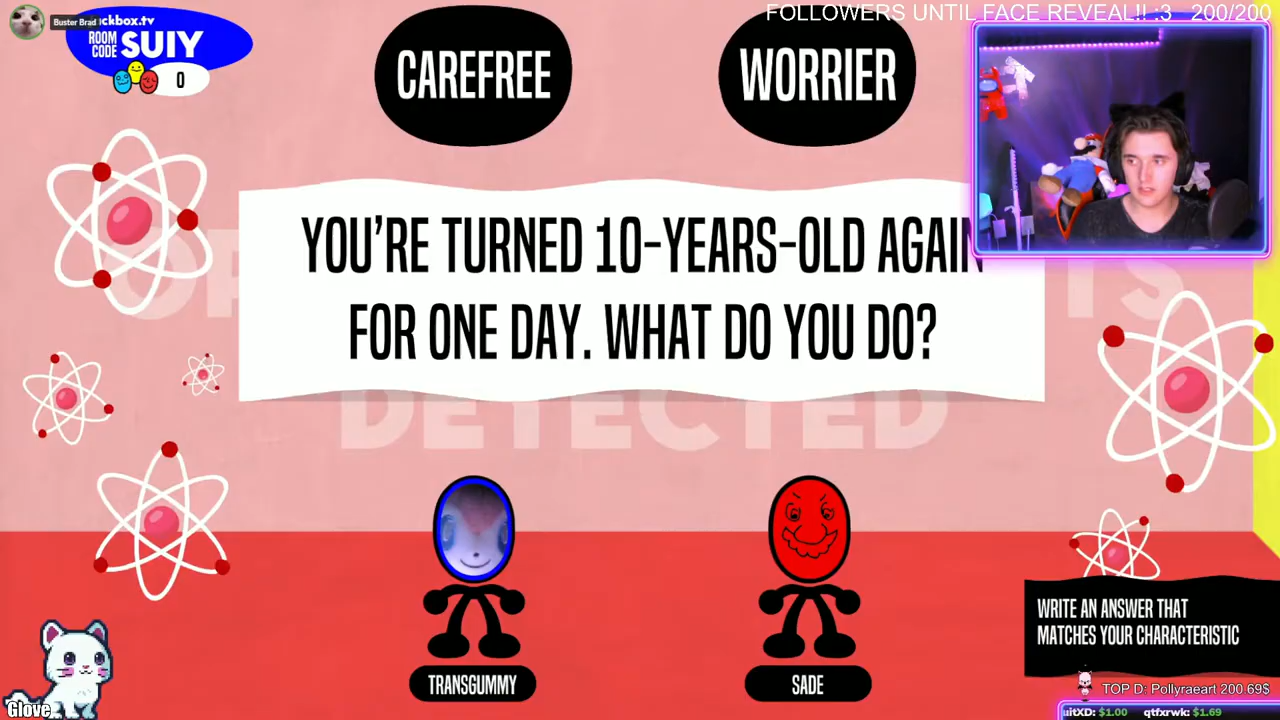 Buster Brad
ckbox.tv
ROOM
CODE
SUIY
0
FOLLOWERS UNTIL FACE REVEAL!! :3 200/200
CAREFREE
WORRIER
YOU'RE TURNED 10-YEARS-OLD AGAIN
FOR ONE DAY. WHAT DO YOU DO?
DETECTED
WRITE AN ANSWER THAT
MATCHES YOUR CHARACTERISTIC
TRANSGUMMY
SADE
Glove
TOP D: Pollyraeart 200.69$
uitXD: $1.00 qtfxrwk: $1.69